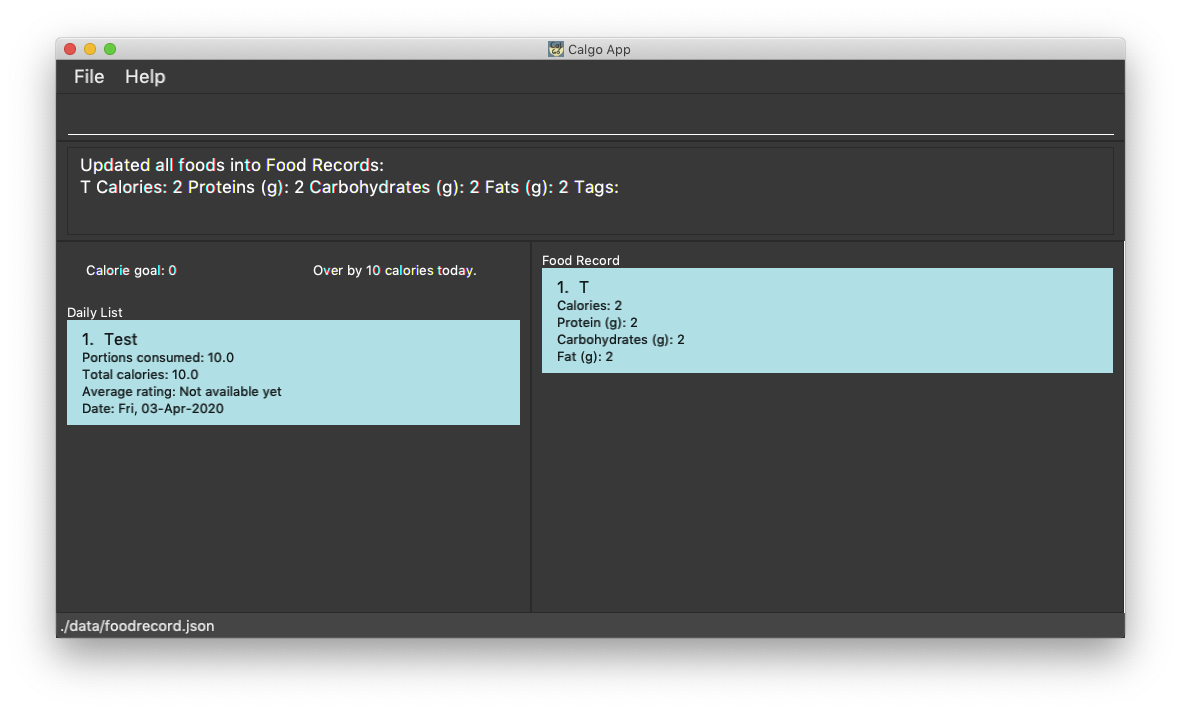 Calgo App
File Help
Updated all foods into Food Records:
T Calories: 2 Proteins (g): 2 Carbohydrates (g): 2 Fats (g): 2 Tags:
Calorie goal: 0
Over by 10 calories today.
Daily List
1. Test
Portions consumed: 10.0
Total calories: 10.0
Average rating: Not available yet
Date: Fri, 03-Apr-2020
Food Record
1. T
Calories: 2
Protein (g): 2
Carbohydrates (g): 2
Fat (g): 2
./data/foodrecord.json